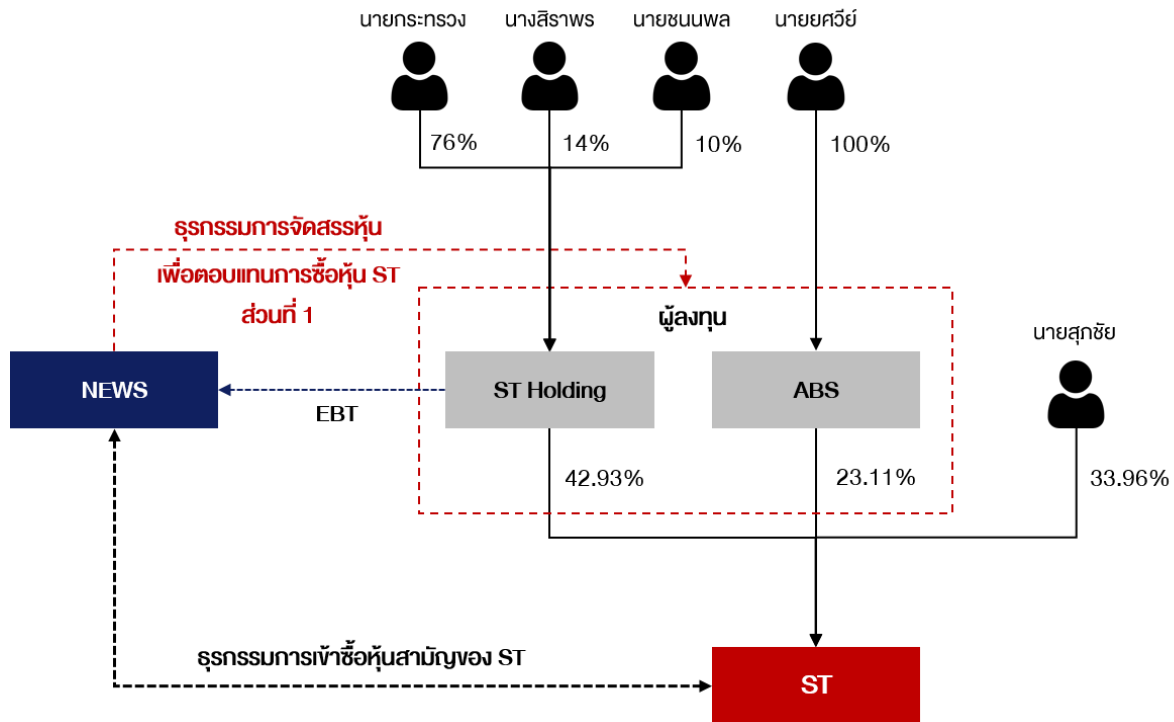 นายกระทรวง
นางสิราพร
นายชนนพล
นายยศวีย์
76%
14%
10%
100%
ธุรกรรมการจัดสรรหุ้น
เพื่อตอบแทนการซื้อหุ้น ST
ส่วนที่ 1
ผู้ลงทุน
นายสุภชัย
NEWS
EBT
ST Holding
ABS
42.93%
23.11%
33.96%
ธุรกรรมการเข้าซื้อหุ้นสามัญของ ST
ST